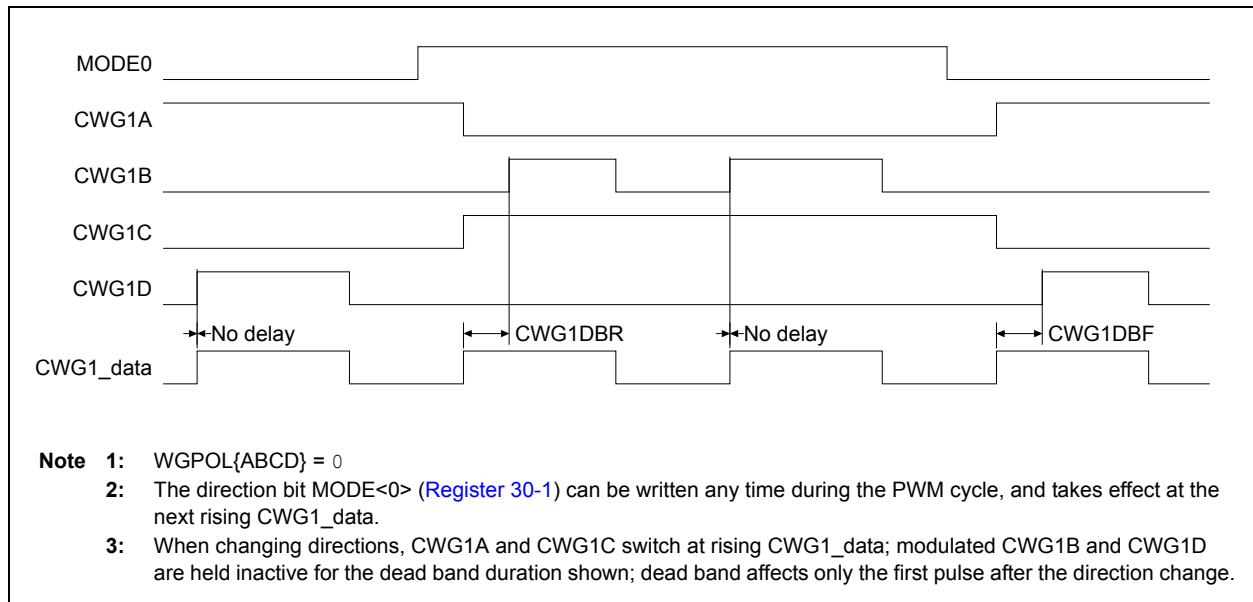 MODE0
CWG1A
CWG1B
CWG1C
CWG1D
No delay CWG1DBR No delay CWG1DBF
CWG1_data
Note 1: WGPOL{ABCD} = 0
2: The direction bit MODE<0> (Register 30-1) can be written any time during the PWM cycle, and takes effect at the
next rising CWG1_data.
3: When changing directions, CWG1A and CWG1C switch at rising CWG1_data; modulated CWG1B and CWG1D
are held inactive for the dead band duration shown; dead band affects only the first pulse after the direction change.